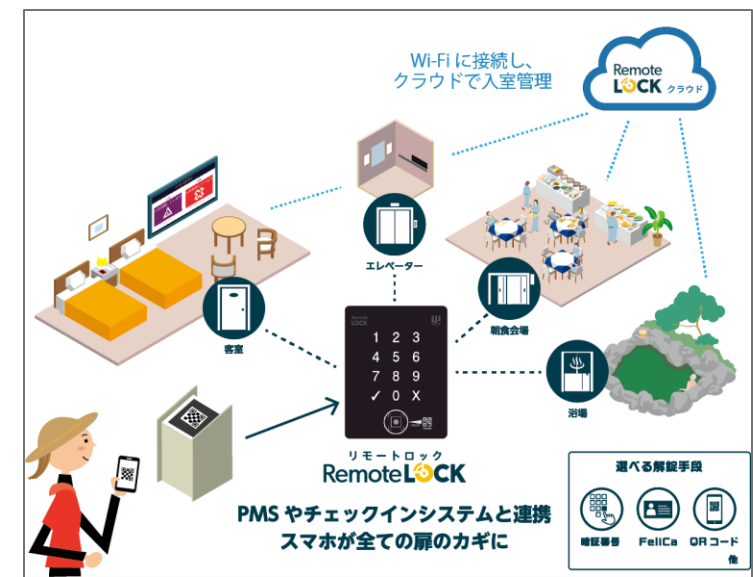 Wi-Fi に接続し、
クラウドで入室管理
Remote
LOCK クラウド
エレベーター
客室
朝食会場
浴場
Remote
LOCK
1 2 3
4 5 6
7 8 9
✓ 0 X
リモートロック
RemoteLOCK
PMS やチェックインシステムと連携
スマホが全ての扉のカギに
選べる解錠手段
暗証番号 FeliCa QRコード
他